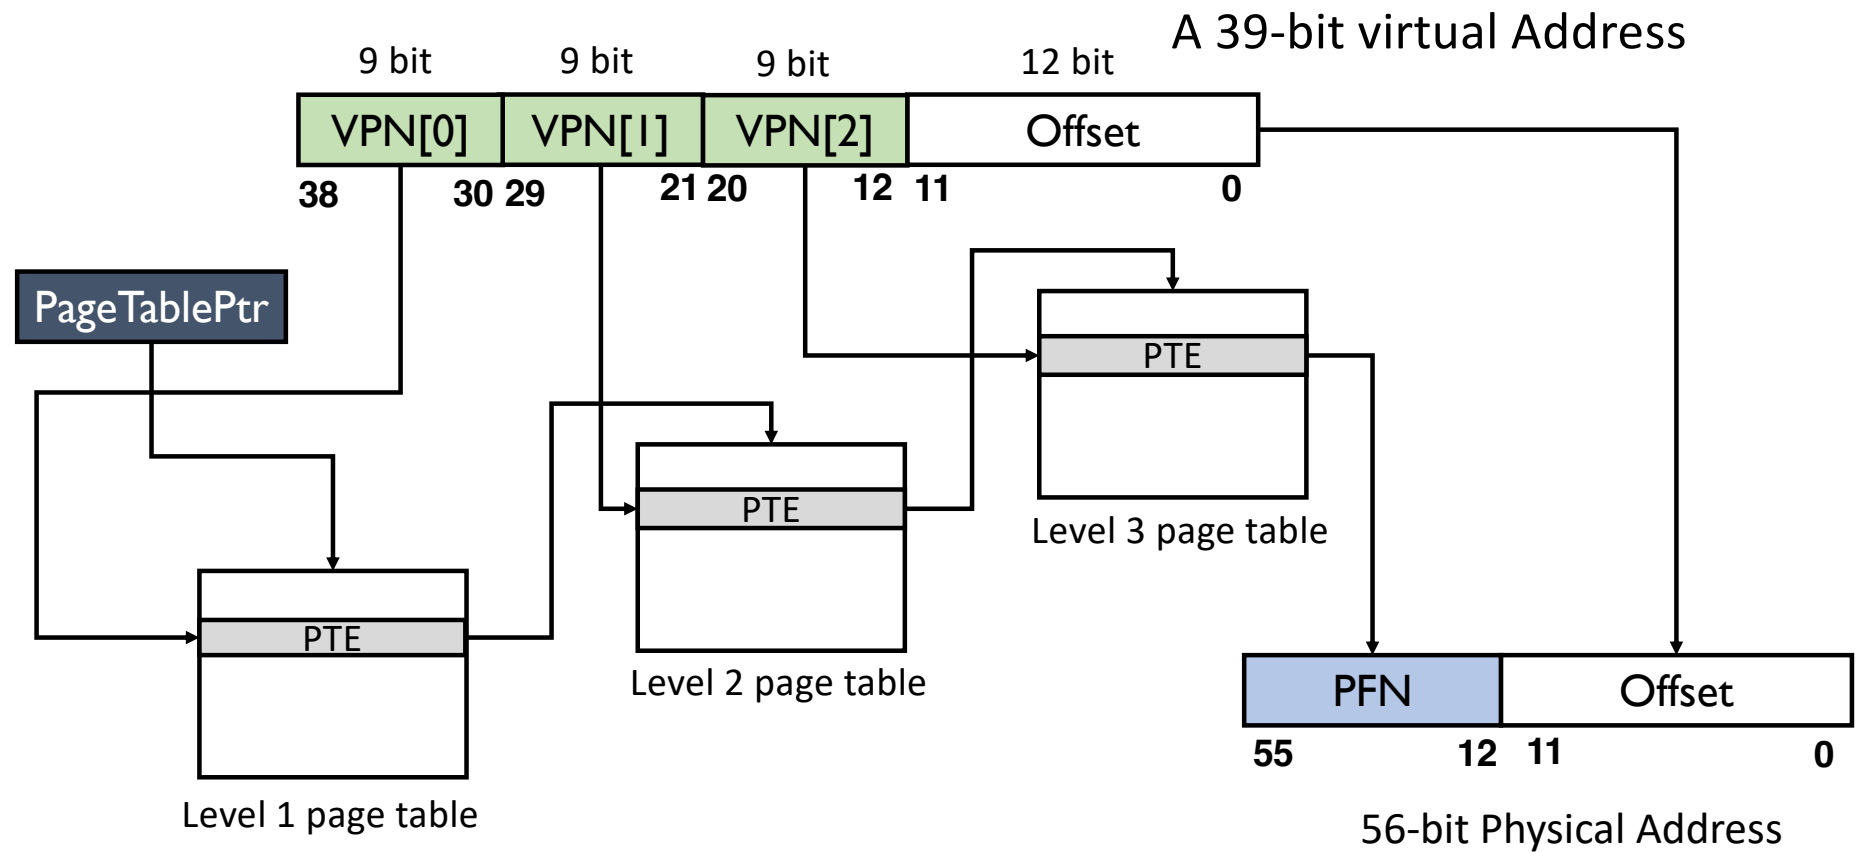 A 39-bit virtual Address
9 bit 9 bit 9 bit 12 bit
VPN[0] VPN[1] VPN[2] Offset
38 30 29 21 20 12 11 0
PageTablePtr
PTE
Level 3 page table
PTE
Level 2 page table
PTE
Level 1 page table
PFN Offset
55 12 11 0
56-bit Physical Address